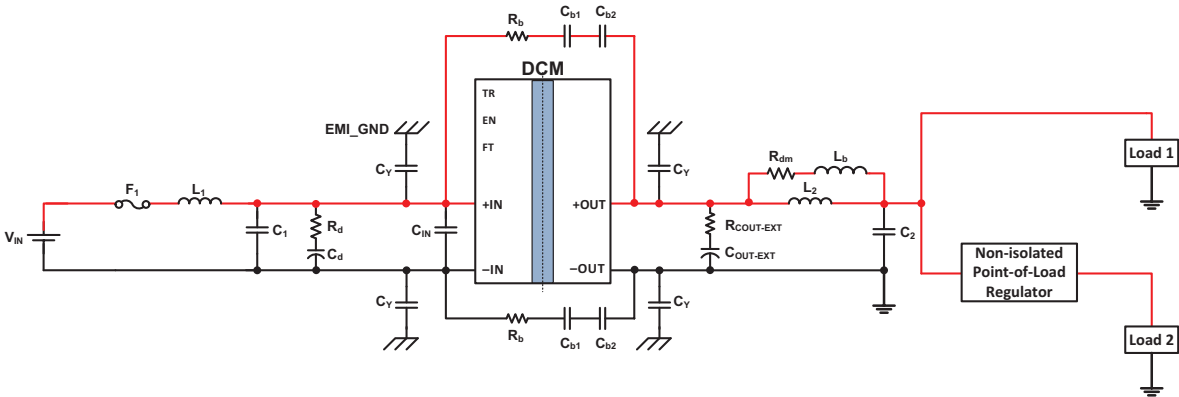 Rb
Cb1
Cb2
DCM
TR
EN
FT
EMI_GND
CY
CY
Rdm
Lb
Load 1
F1
L1
L2
+IN
+OUT
VIN
C1
Rd
Cd
CIN
RCOUT-EXT
COUT-EXT
C2
–IN
–OUT
Non-isolated
Point-of-Load
Regulator
CY
CY
Rb
Cb1
Cb2
Load 2